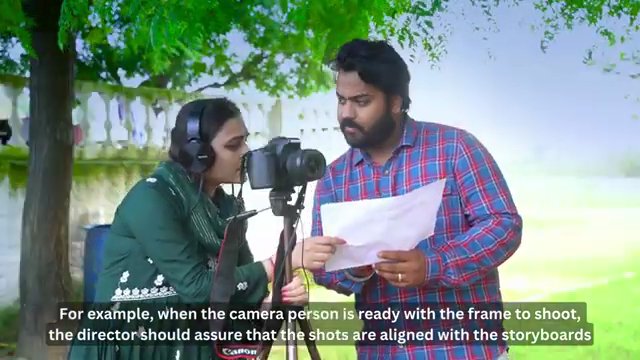 Canon
For example, when the camera person is ready with the frame to shoot,
the director should assure that the shots are aligned with the storyboards